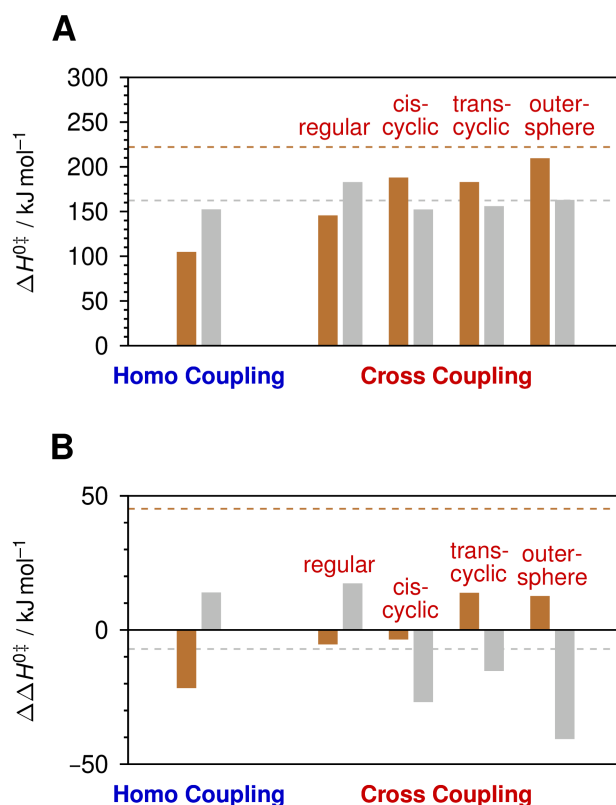 A
300
250
200
150
100
50
0
ΔH⁰‡ / kJ mol⁻¹
regular
cis-
cyclic
trans-
cyclic
outer-
sphere
Homo Coupling
Cross Coupling
B
50
0
−50
ΔΔH⁰‡ / kJ mol⁻¹
regular
cis-
cyclic
trans-
cyclic
outer-
sphere
Homo Coupling
Cross Coupling